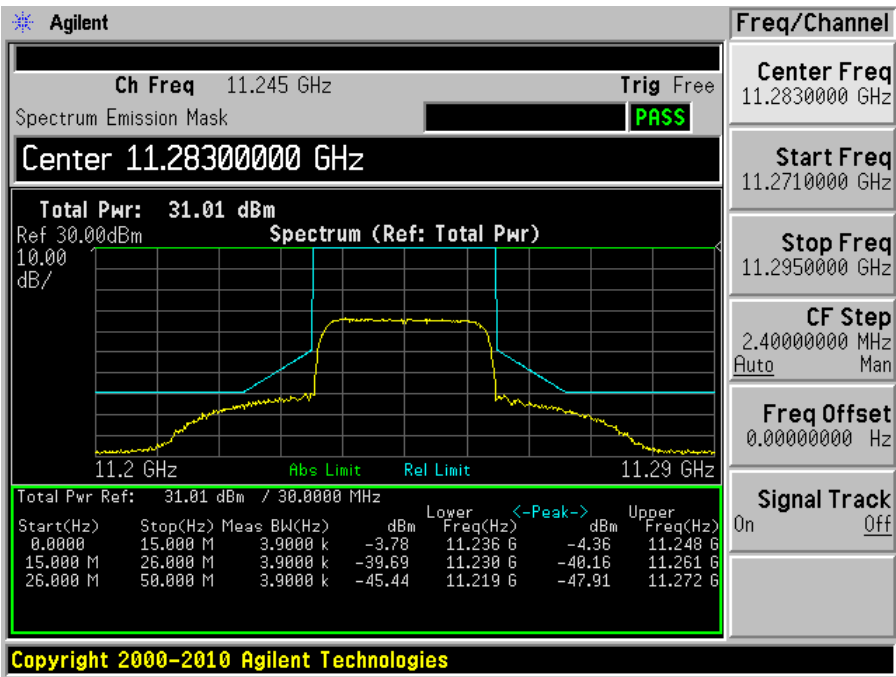 Agilent
Freq/Channel
Ch Freq 11.245 GHz Trig Free
Spectrum Emission Mask PASS
Center 11.28300000 GHz
Total Pwr: 31.01 dBm
Ref 30.00dBm Spectrum (Ref: Total Pwr)
10.00
dB/
11.2 GHz Abs Limit Rel Limit 11.29 GHz
Total Pwr Ref: 31.01 dBm / 30.0000 MHz
Lower <-Peak-> Upper
Start(Hz) Stop(Hz) Meas BW(Hz) dBm Freq(Hz) dBm Freq(Hz)
0.0000 15.000 M 3.9000 k -3.78 11.236 G -4.36 11.248 G
15.000 M 26.000 M 3.9000 k -39.69 11.230 G -40.16 11.261 G
26.000 M 50.000 M 3.9000 k -45.44 11.219 G -47.91 11.272 G
Copyright 2000-2010 Agilent Technologies
Center Freq
11.2830000 GHz
Start Freq
11.2710000 GHz
Stop Freq
11.2950000 GHz
CF Step
2.40000000 MHz
Auto Man
Freq Offset
0.00000000 Hz
Signal Track
On Off